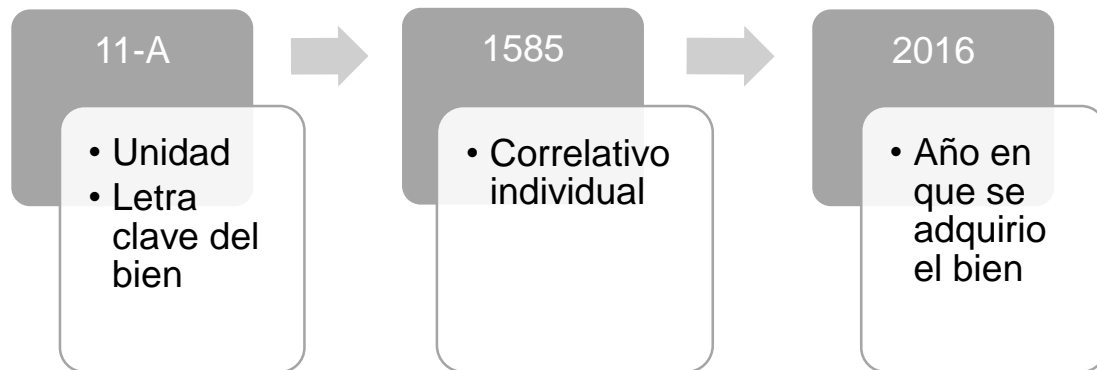 11-A
• Unidad
• Letra
clave del
bien
1585
• Correlativo
individual
2016
• Año en
que se
adquirio
el bien